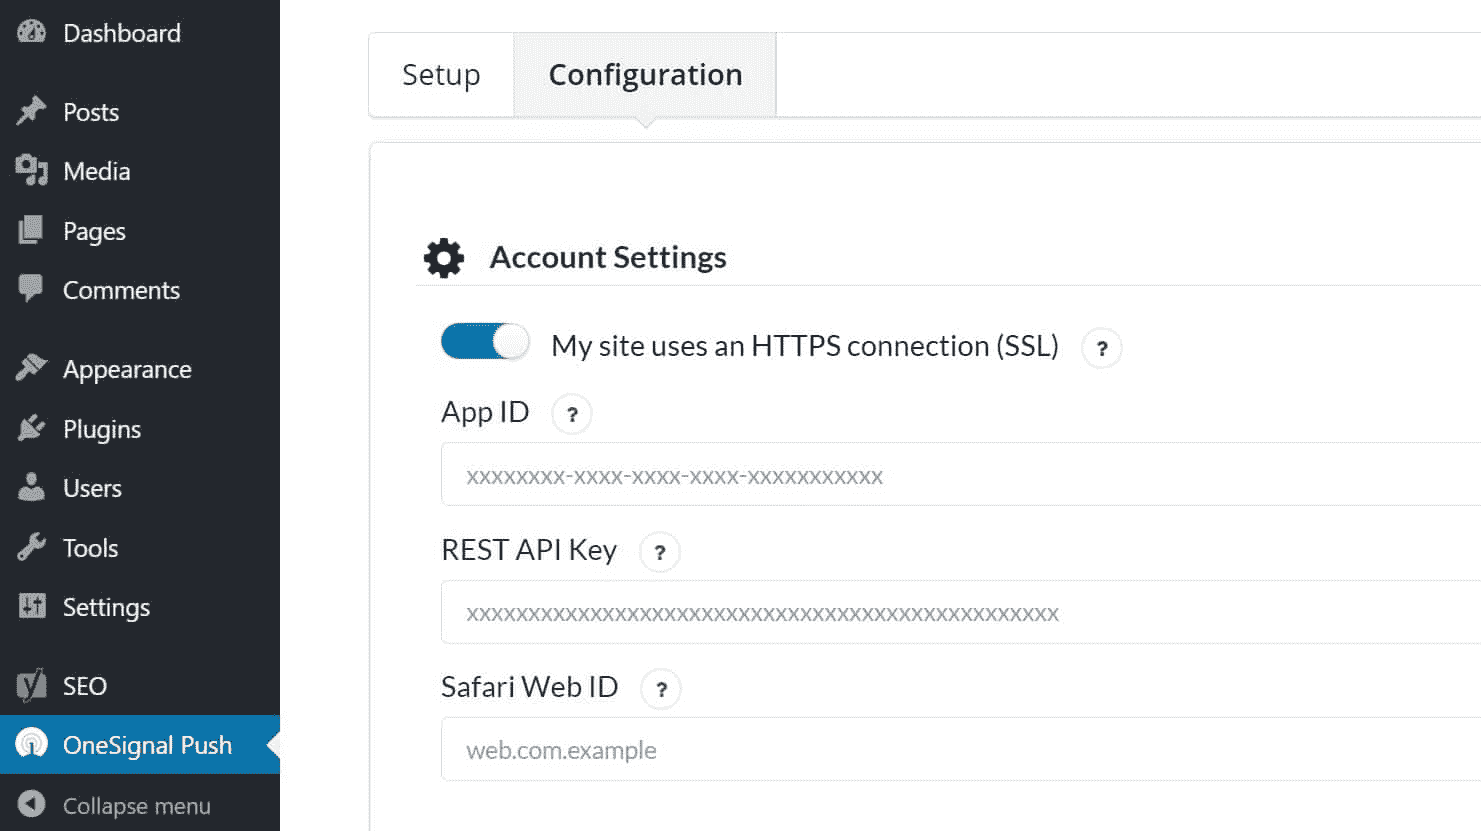 Dashboard
Posts
Media
Pages
Comments
Appearance
Plugins
Users
Tools
Settings
SEO
OneSignal Push
Collapse menu
Setup
Configuration
Account Settings
My site uses an HTTPS connection (SSL) ?
App ID ?
xxxxxxxx-xxxx-xxxx-xxxx-xxxxxxxxxxx
REST API Key ?
xxxxxxxxxxxxxxxxxxxxxxxxxxxxxxxxxxxxxxxxxxxxxxxx
Safari Web ID ?
web.com.example